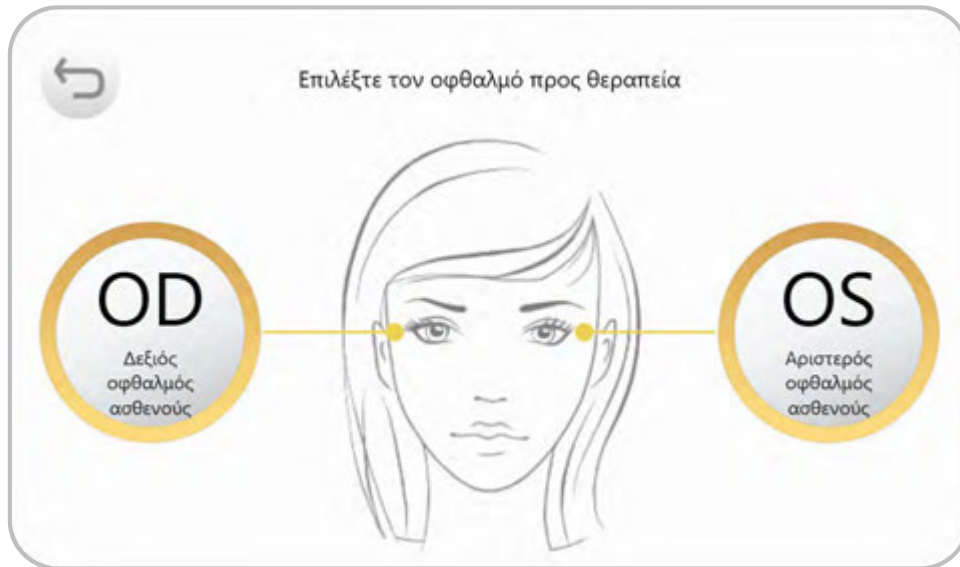 Επιλέξτε τον οφθαλμό προς θεραπεία
OD
Δεξιός
οφθαλμός
ασθενούς
OS
Αριστερός
οφθαλμός
ασθενούς